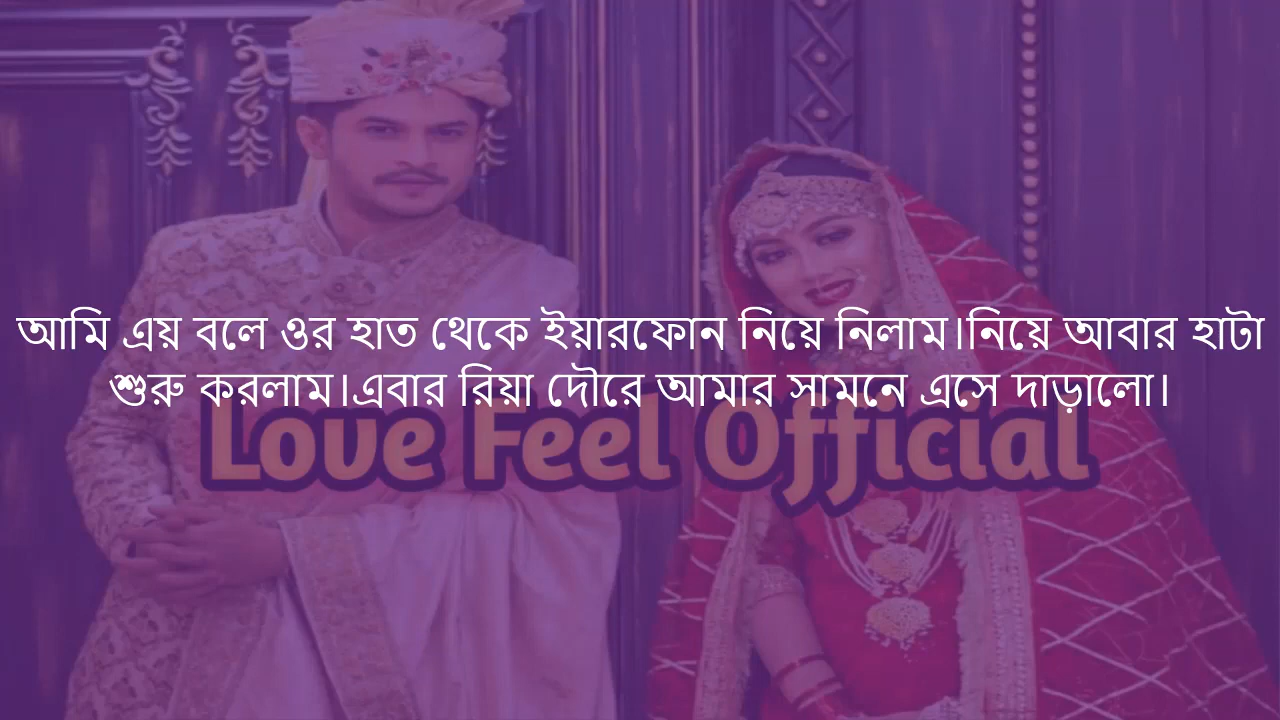 আমি এয় বলে ওর হাত থেকে ইয়ারফোন নিয়ে নিলাম।নিয়ে আবার হাটা
শুরু করলাম।এবার রিয়া দৌরে আমার সামনে এসে দাড়ালো।
Love Feel Official